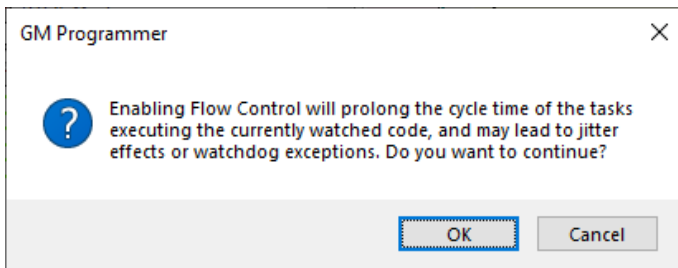 GM Programmer
Enabling Flow Control will prolong the cycle time of the tasks
executing the currently watched code, and may lead to jitter
effects or watchdog exceptions. Do you want to continue?
OK
Cancel